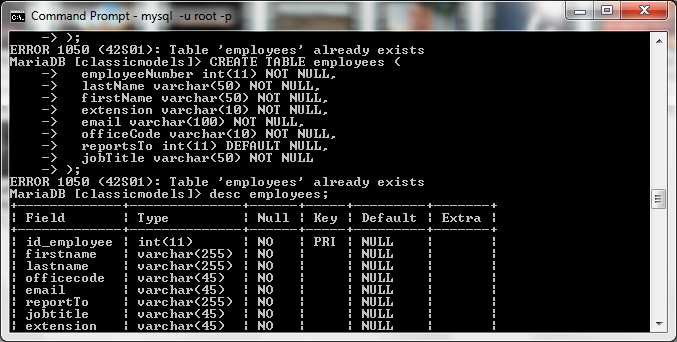 Command Prompt - mysql -u root -p
-> );
ERROR 1050 (42S01): Table 'employees' already exists
MariaDB [classicmodels]> CREATE TABLE employees (
-> employeeNumber int(11) NOT NULL,
-> lastName varchar(50) NOT NULL,
-> firstName varchar(50) NOT NULL,
-> extension varchar(10) NOT NULL,
-> email varchar(100) NOT NULL,
-> officeCode varchar(10) NOT NULL,
-> reportsTo int(11) DEFAULT NULL,
-> jobTitle varchar(50) NOT NULL
-> );
ERROR 1050 (42S01): Table 'employees' already exists
MariaDB [classicmodels]> desc employees;
+-------------+--------------+------+-----+---------+-------+
| Field | Type | Null | Key | Default | Extra |
+-------------+--------------+------+-----+---------+-------+
| id_employee | int(11) | NO | PRI | NULL | |
| firstname | varchar(255) | NO | | NULL | |
| lastname | varchar(255) | NO | | NULL | |
| officecode | varchar(45) | NO | | NULL | |
| email | varchar(45) | NO | | NULL | |
| reportTo | varchar(255) | NO | | NULL | |
| jobtitle | varchar(45) | NO | | NULL | |
| extension | varchar(45) | NO | | NULL | |